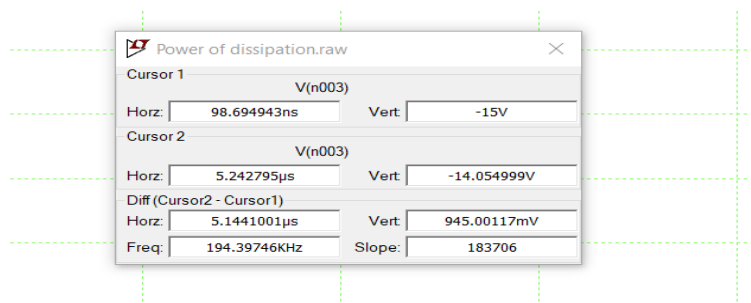 Power of dissipation.raw
Cursor 1
V(n003)
Horz: 98.694943ns Vert: -15V
Cursor 2
V(n003)
Horz: 5.242795µs Vert: -14.054999V
Diff (Cursor2 - Cursor1)
Horz: 5.1441001µs Vert: 945.00117mV
Freq: 194.39746KHz Slope: 183706